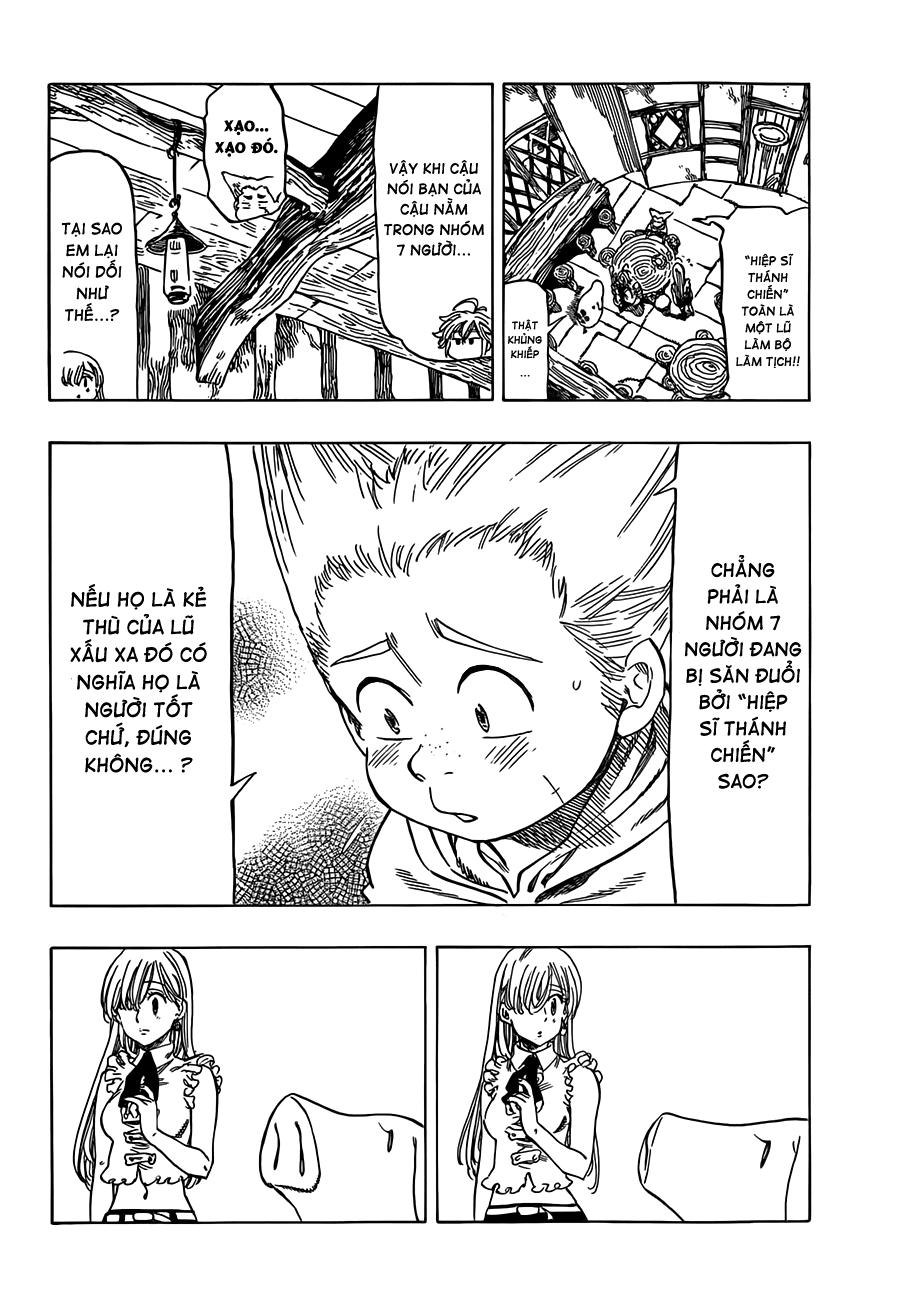 "HIỆP SĨ
THÁNH
CHIẾN"
TOÀN LÀ
MỘT LŨ
LÀM BỘ
LÀM TỊCH!!
THẬT
KHỦNG
KHIẾP
...
VẬY KHI CẬU
NÓI BẠN CỦA
CẬU NẰM
TRONG NHÓM
7 NGƯỜI...
XẠO...
XẠO ĐÓ.
TẠI SAO
EM LẠI
NÓI DỐI
NHƯ
THẾ...?
CHẲNG
PHẢI LÀ
NHÓM 7
NGƯỜI ĐANG
BỊ SĂN ĐUỔI
BỞI "HIỆP
SĨ THÁNH
CHIẾN"
SAO?
NẾU HỌ LÀ KẺ
THÙ CỦA LŨ
XẤU XA ĐÓ CÓ
NGHĨA HỌ LÀ
NGƯỜI TỐT
CHỨ, ĐÚNG
KHÔNG... ?